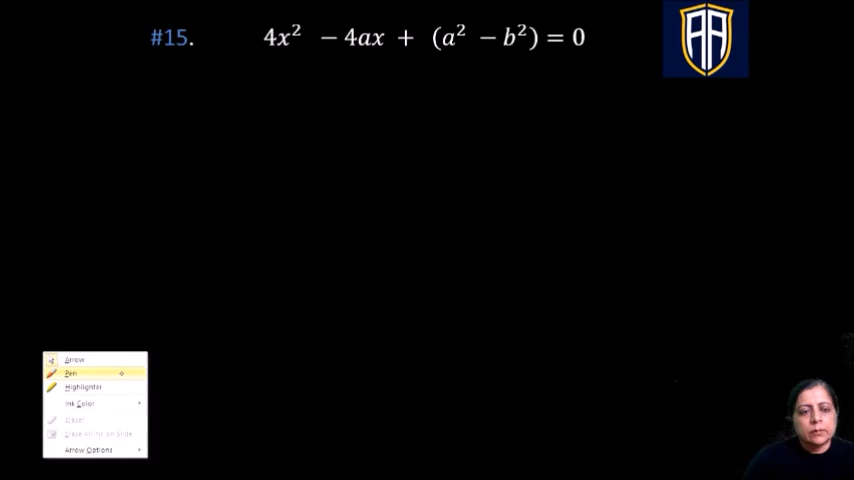 #15. 4x² − 4ax + (a² − b²) = 0
AA
Arrow
Pen
Highlighter
Ink Color
Eraser
Erase All Ink on Slide
Arrow Options